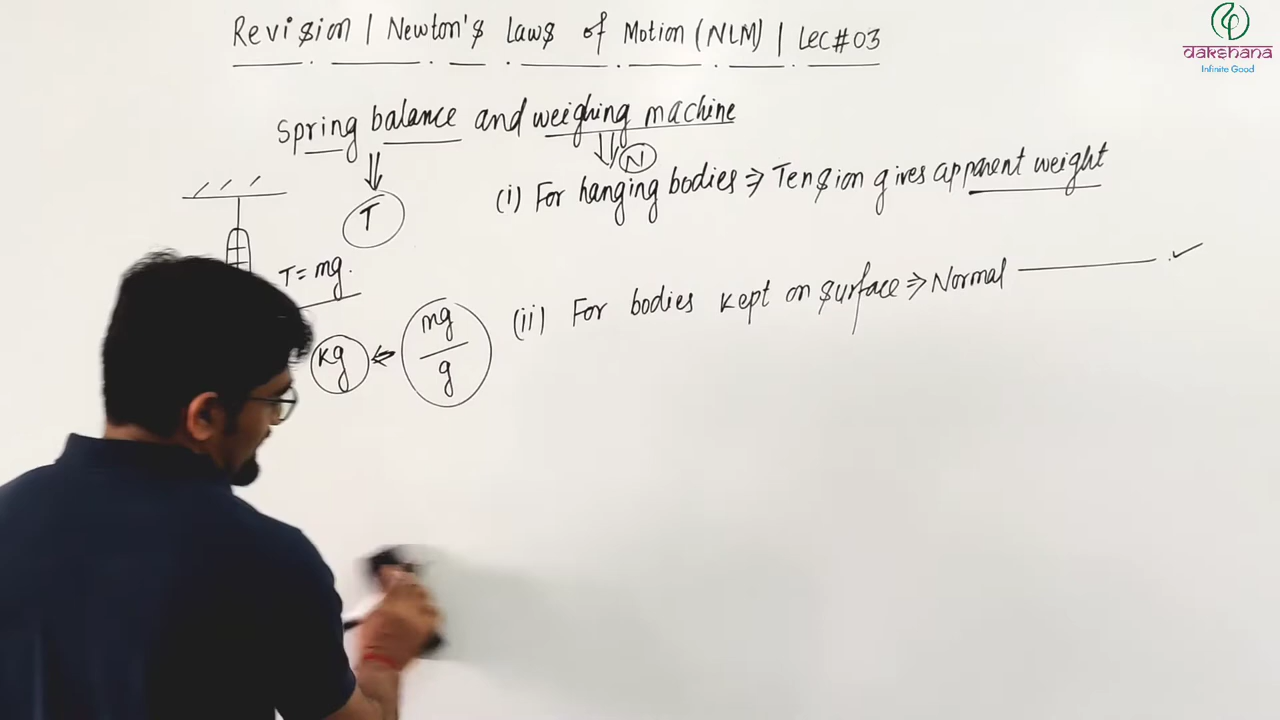 Revision | Newton's Laws of Motion (NLM) | Lec#03
dakshana
Infinite Good
Spring balance and weighing machine
N
T
(i) For hanging bodies ⇒ Tension gives apparent weight
T = mg.
(ii) For bodies kept on surface ⇒ Normal ———— . ✓
kg ⇐ mg/g